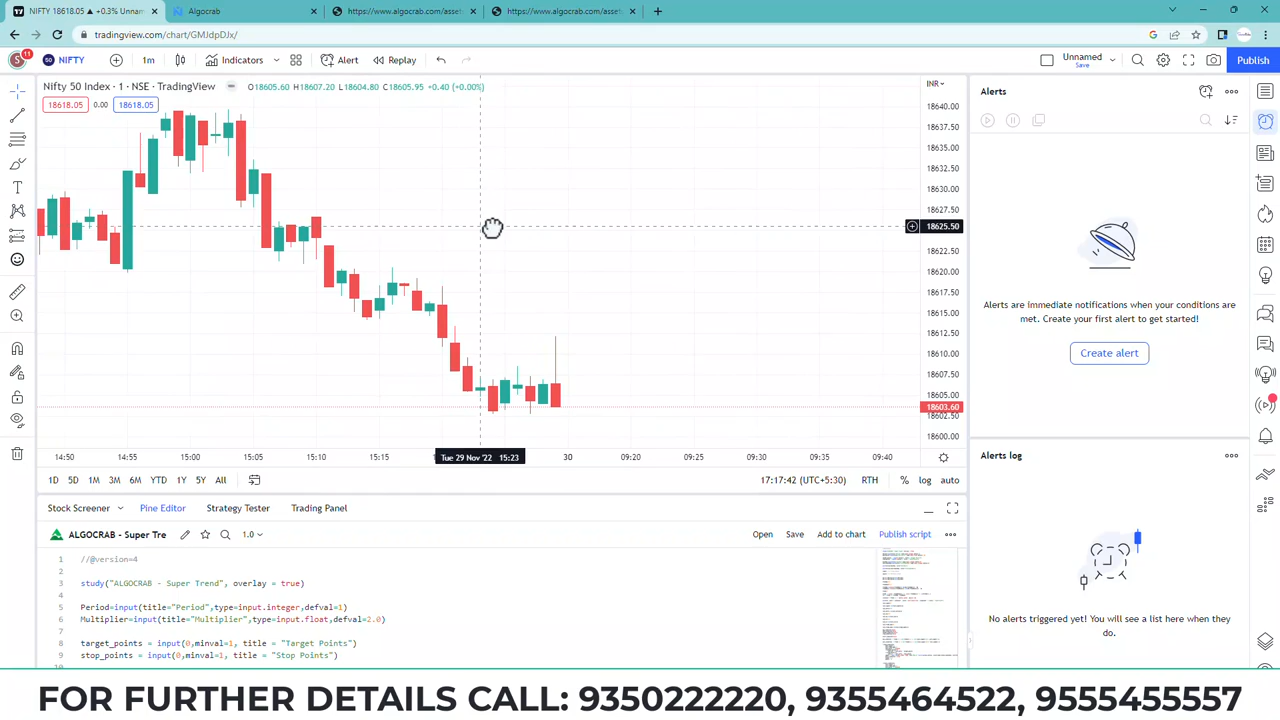 NIFTY 18618.05 ▲ +0.3% Unnam
Algocrab
https://www.algocrab.com/asset
https://www.algocrab.com/asset
tradingview.com/chart/GMJdpDJx/
S
11
50
NIFTY
1m
Indicators
Alert
Replay
Unnamed
Save
Publish
Nifty 50 Index · 1 · NSE · TradingView
O18605.60 H18607.20 L18604.80 C18605.95 +0.40 (+0.00%)
INR
18618.05
0.00
18618.05
18640.00
18637.50
18635.00
18632.50
18630.00
18627.50
18625.50
18622.50
18620.00
18617.50
18615.00
18612.50
18610.00
18607.50
18605.00
18603.60
18602.50
18600.00
14:50
14:55
15:00
15:05
15:10
15:15
Tue 29 Nov '22 15:23
30
09:20
09:25
09:30
09:35
09:40
1D 5D 1M 3M 6M YTD 1Y 5Y All
17:17:42 (UTC+5:30)
RTH
% log auto
Alerts
Alerts are immediate notifications when your conditions are
met. Create your first alert to get started!
Create alert
Alerts log
No alerts triggered yet! You will see a list here when they
do.
Stock Screener
Pine Editor
Strategy Tester
Trading Panel
ALGOCRAB - Super Tre
1.0
Open
Save
Add to chart
Publish script
1 //@version=4
2
3 study("ALGOCRAB - Super Trend", overlay = true)
4
5 Period=input(title="Period",type=input.integer,defval=1)
6 Multiplier=input(title="Multiplier",type=input.float,defval=2.0)
7
8 target_points = input(0,minval=1, title = "Target Points")
9 stop_points = input(0,minval=1, title = "Stop Points")
FOR FURTHER DETAILS CALL: 9350222220, 9355464522, 9555455557